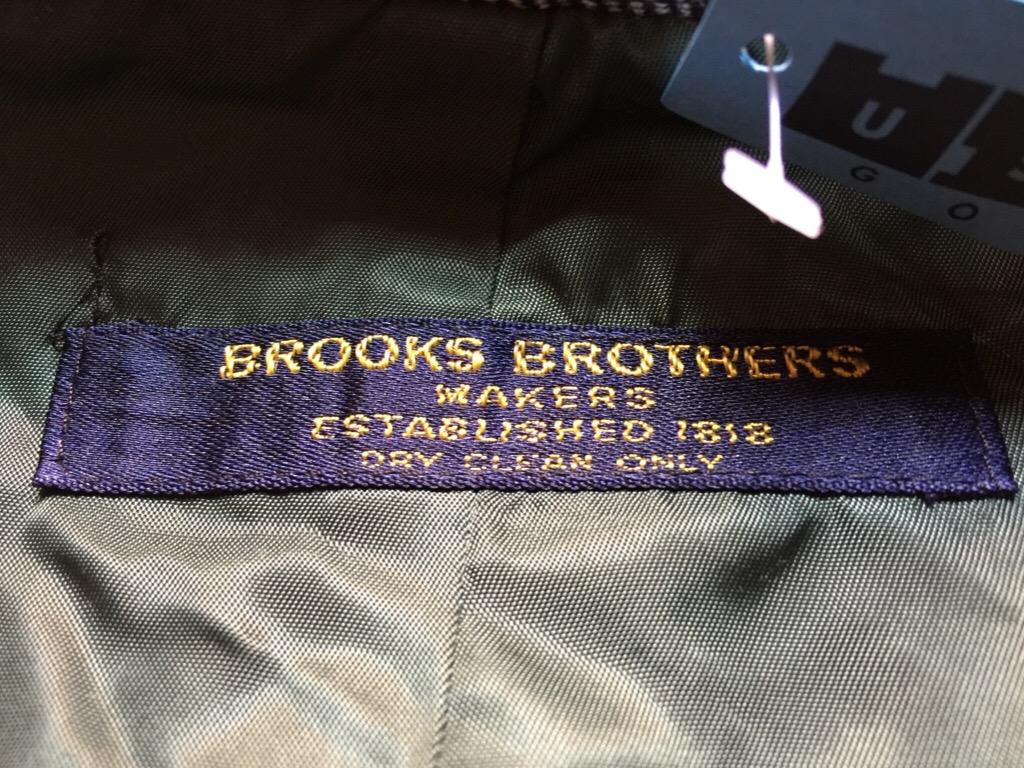 U S
G O
BROOKS BROTHERS
MAKERS
ESTABLISHED 1818
DRY CLEAN ONLY